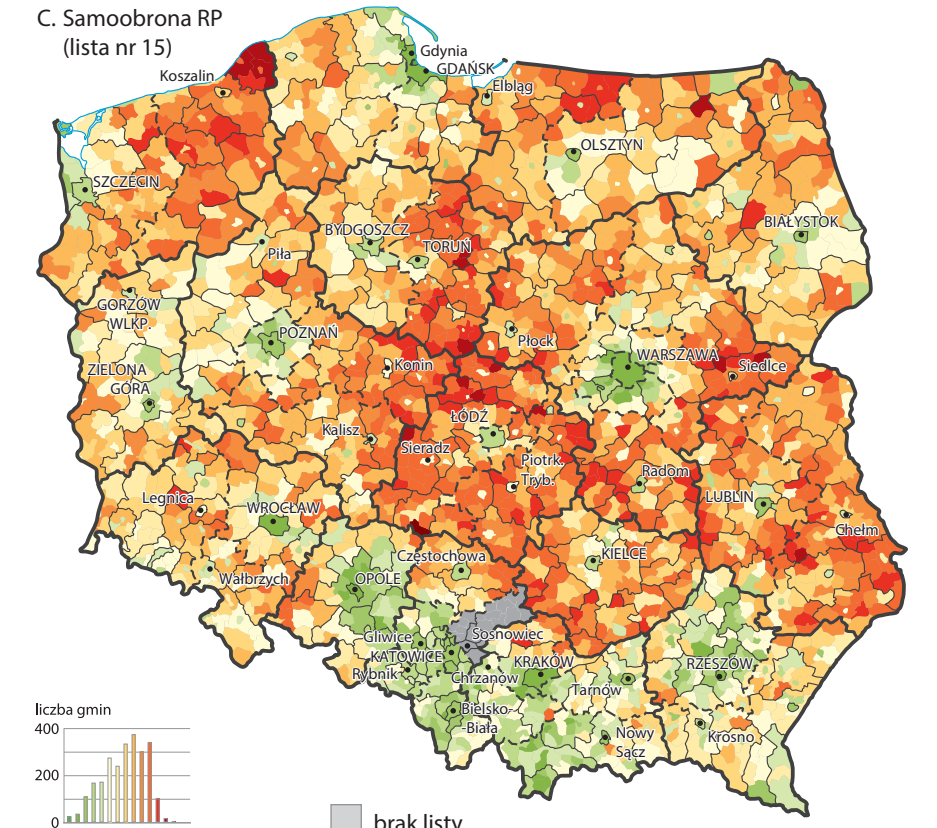 C. Samoobrona RP
(lista nr 15)
Gdynia
GDAŃSK
Koszalin
Elbląg
OLSZTYN
SZCZECIN
BIAŁYSTOK
BYDGOSZCZ
TORUŃ
Piła
GORZÓW
WLKP.
POZNAŃ
Płock
WARSZAWA
Siedlce
Konin
ZIELONA
GÓRA
ŁÓDŹ
Kalisz
Sieradz
Piotrk.
Tryb.
Radom
LUBLIN
Legnica
WROCŁAW
Chełm
Częstochowa
KIELCE
Wałbrzych
OPOLE
Gliwice
Sosnowiec
KATOWICE
KRAKÓW
RZESZÓW
Rybnik
Chrzanów
Tarnów
Bielsko-
-Biała
Nowy
Sącz
Krosno
liczba gmin
400
200
0
brak listy